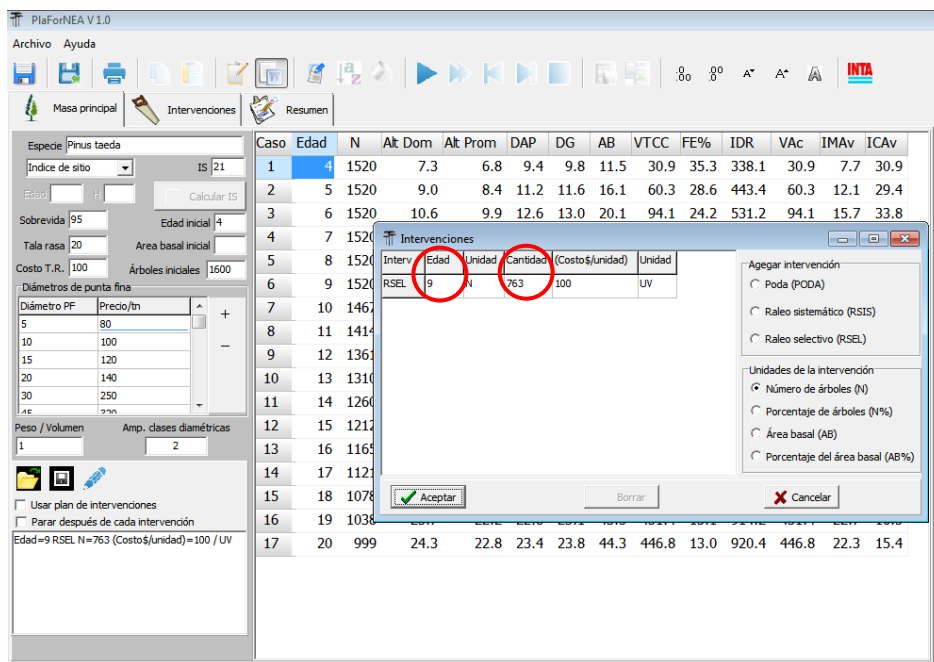 PlaForNEA V 1.0
Archivo Ayuda
INTA
Masa principal Intervenciones Resumen
Especie Pinus taeda
Indice de sitio IS 21
Edad H Calcular IS
Sobrevida 95 Edad inicial 4
Tala rasa 20 Area basal inicial
Costo T.R. 100 Árboles iniciales 1600
Diámetros de punta fina
Diámetro PF Precio/tn
5 80
10 100
15 120
20 140
30 250
+
−
Peso / Volumen Amp. clases diamétricas
1 2
Usar plan de intervenciones
Parar después de cada intervención
Edad=9 RSEL N=763 (Costo$/unidad)=100 / UV
Caso Edad N Alt Dom Alt Prom DAP DG AB VTCC FE% IDR VAc IMAv ICAv
1 4 1520 7.3 6.8 9.4 9.8 11.5 30.9 35.3 338.1 30.9 7.7 30.9
2 5 1520 9.0 8.4 11.2 11.6 16.1 60.3 28.6 443.4 60.3 12.1 29.4
3 6 1520 10.6 9.9 12.6 13.0 20.1 94.1 24.2 531.2 94.1 15.7 33.8
4 7 1520
5 8 1520
6 9 1520
7 10 1467
8 11 1414
9 12 1361
10 13 1310
11 14 1260
12 15 1212
13 16 1165
14 17 1121
15 18 1078
16 19 1038
17 20 999 24.3 22.8 23.4 23.8 44.3 446.8 13.0 920.4 446.8 22.3 15.4
Intervenciones
Interv Edad Unidad Cantidad (Costo$/unidad) Unidad
RSEL 9 N 763 100 UV
Agegar intervención
Poda (PODA)
Raleo sistemático (RSIS)
Raleo selectivo (RSEL)
Unidades de la intervención
Número de árboles (N)
Porcentaje de árboles (N%)
Área basal (AB)
Porcentaje del área basal (AB%)
Aceptar Borrar Cancelar